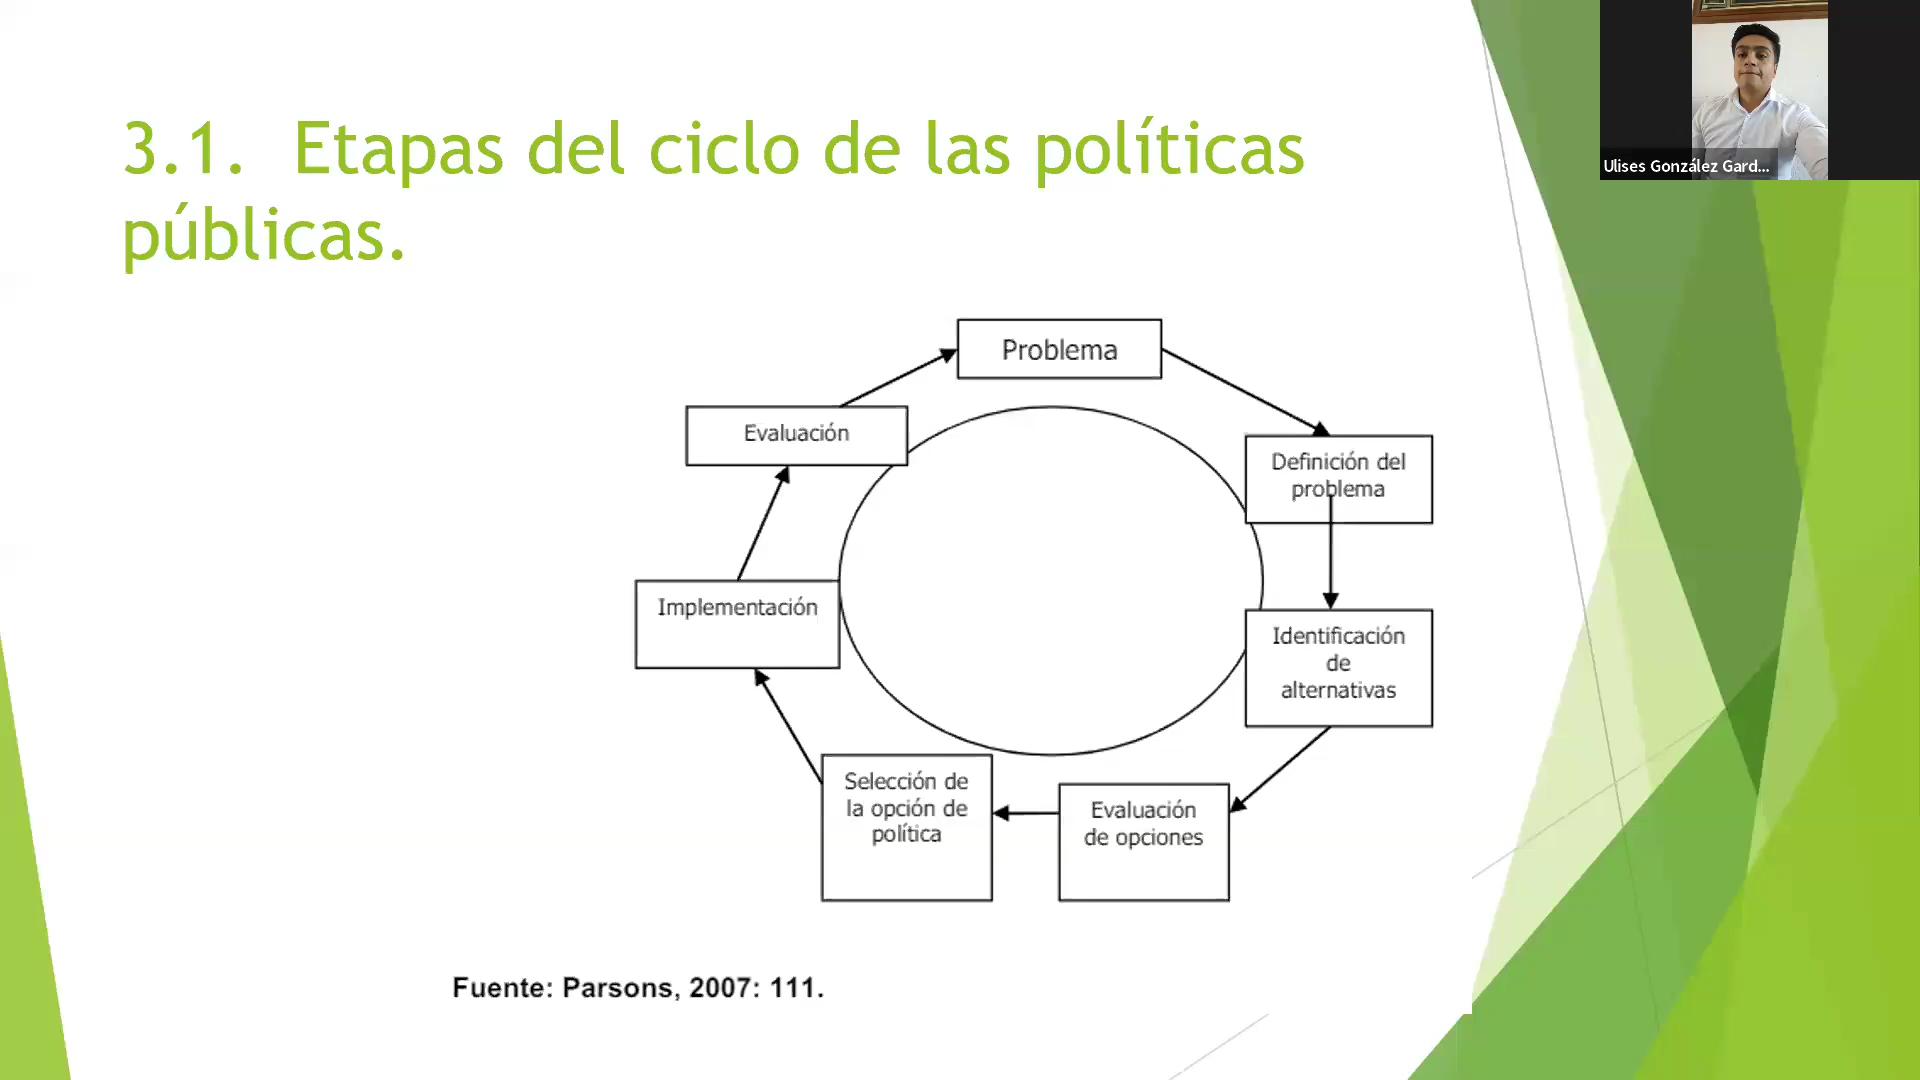 3.1. Etapas del ciclo de las políticas
públicas.
Ulises González Gard...
Problema
Definición del
problema
Identificación
de
alternativas
Evaluación
de opciones
Selección de
la opción de
política
Implementación
Evaluación
Fuente: Parsons, 2007: 111.